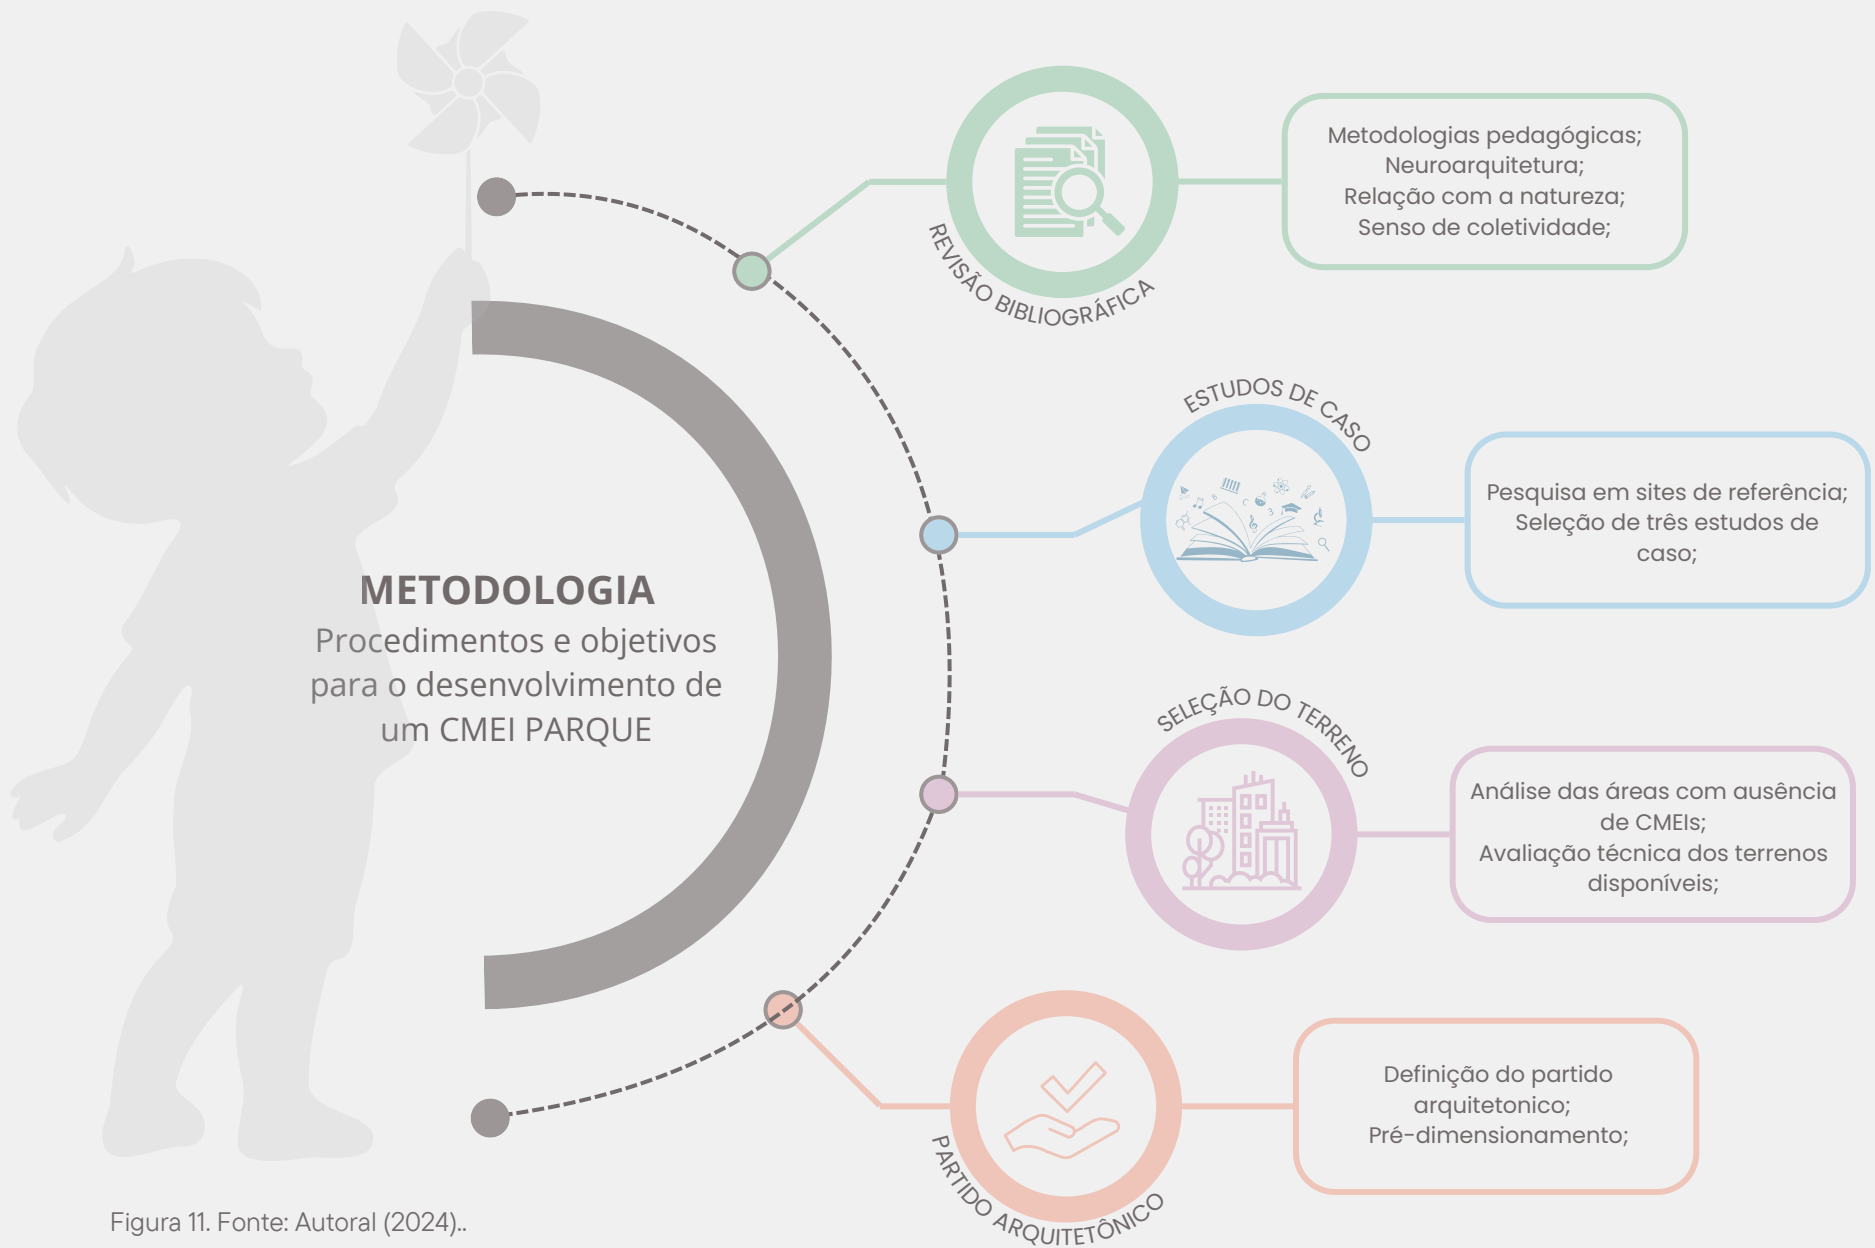 METODOLOGIA
Procedimentos e objetivos
para o desenvolvimento de
um CMEI PARQUE
REVISÃO BIBLIOGRÁFICA
Metodologias pedagógicas;
Neuroarquitetura;
Relação com a natureza;
Senso de coletividade;
ESTUDOS DE CASO
Pesquisa em sites de referência;
Seleção de três estudos de
caso;
SELEÇÃO DO TERRENO
Análise das áreas com ausência
de CMEIs;
Avaliação técnica dos terrenos
disponíveis;
PARTIDO ARQUITETÔNICO
Definição do partido
arquitetonico;
Pré-dimensionamento;
Figura 11. Fonte: Autoral (2024)..